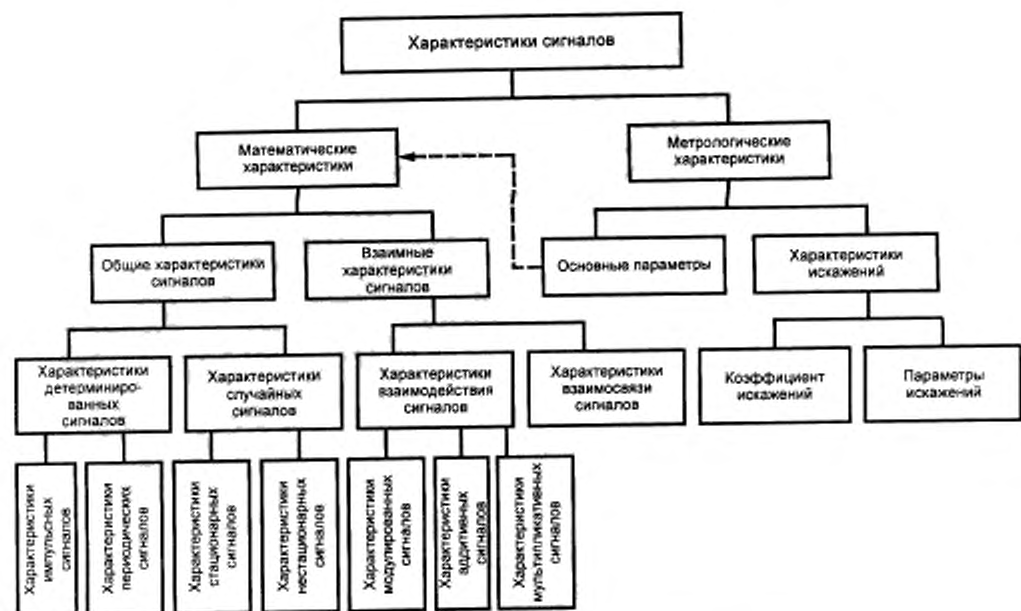 Характеристики сигналов
Математические
характеристики
Метрологические
характеристики
Общие характеристики
сигналов
Взаимные
характеристики
сигналов
Основные параметры
Характеристики
искажений
Характеристики
детерминиро-
ванных
сигналов
Характеристики
случайных
сигналов
Характеристики
взаимодействия
сигналов
Характеристики
взаимосвязи
сигналов
Коэффициент
искажений
Параметры
искажений
Характеристики
импульсных
сигналов
Характеристики
периодических
сигналов
Характеристики
стационарных
сигналов
Характеристики
нестационарных
сигналов
Характеристики
модулированных
сигналов
Характеристики
аддитивных
сигналов
Характеристики
мультипликативных
сигналов